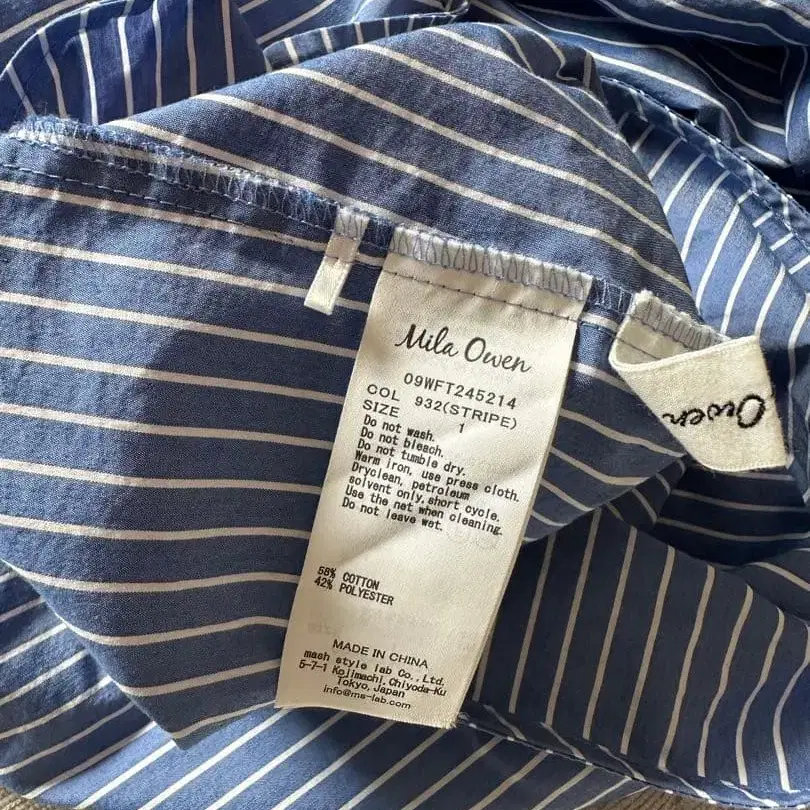 Mila Owen
09WFT245214
COL 932(STRIPE)
SIZE 1
Do not wash.
Do not bleach.
Do not tumble dry.
Warm iron, use press cloth.
Dryclean, petroleum
solvent only, short cycle.
Use the net when cleaning.
Do not leave wet.
58% COTTON
42% POLYESTER
MADE IN CHINA
mash style lab Co., Ltd.
5-7-1 Kojimachi, Chiyoda-Ku
Tokyo, Japan
info@ms-lab.com
Owen